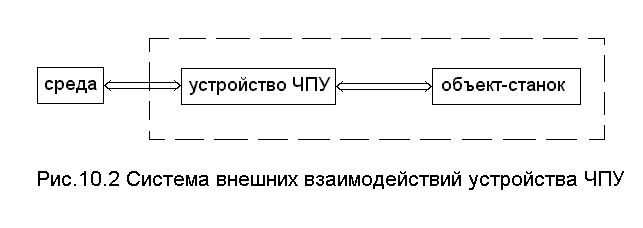 среда
устройство ЧПУ
объект-станок
Рис.10.2 Система внешних взаимодействий устройства ЧПУ